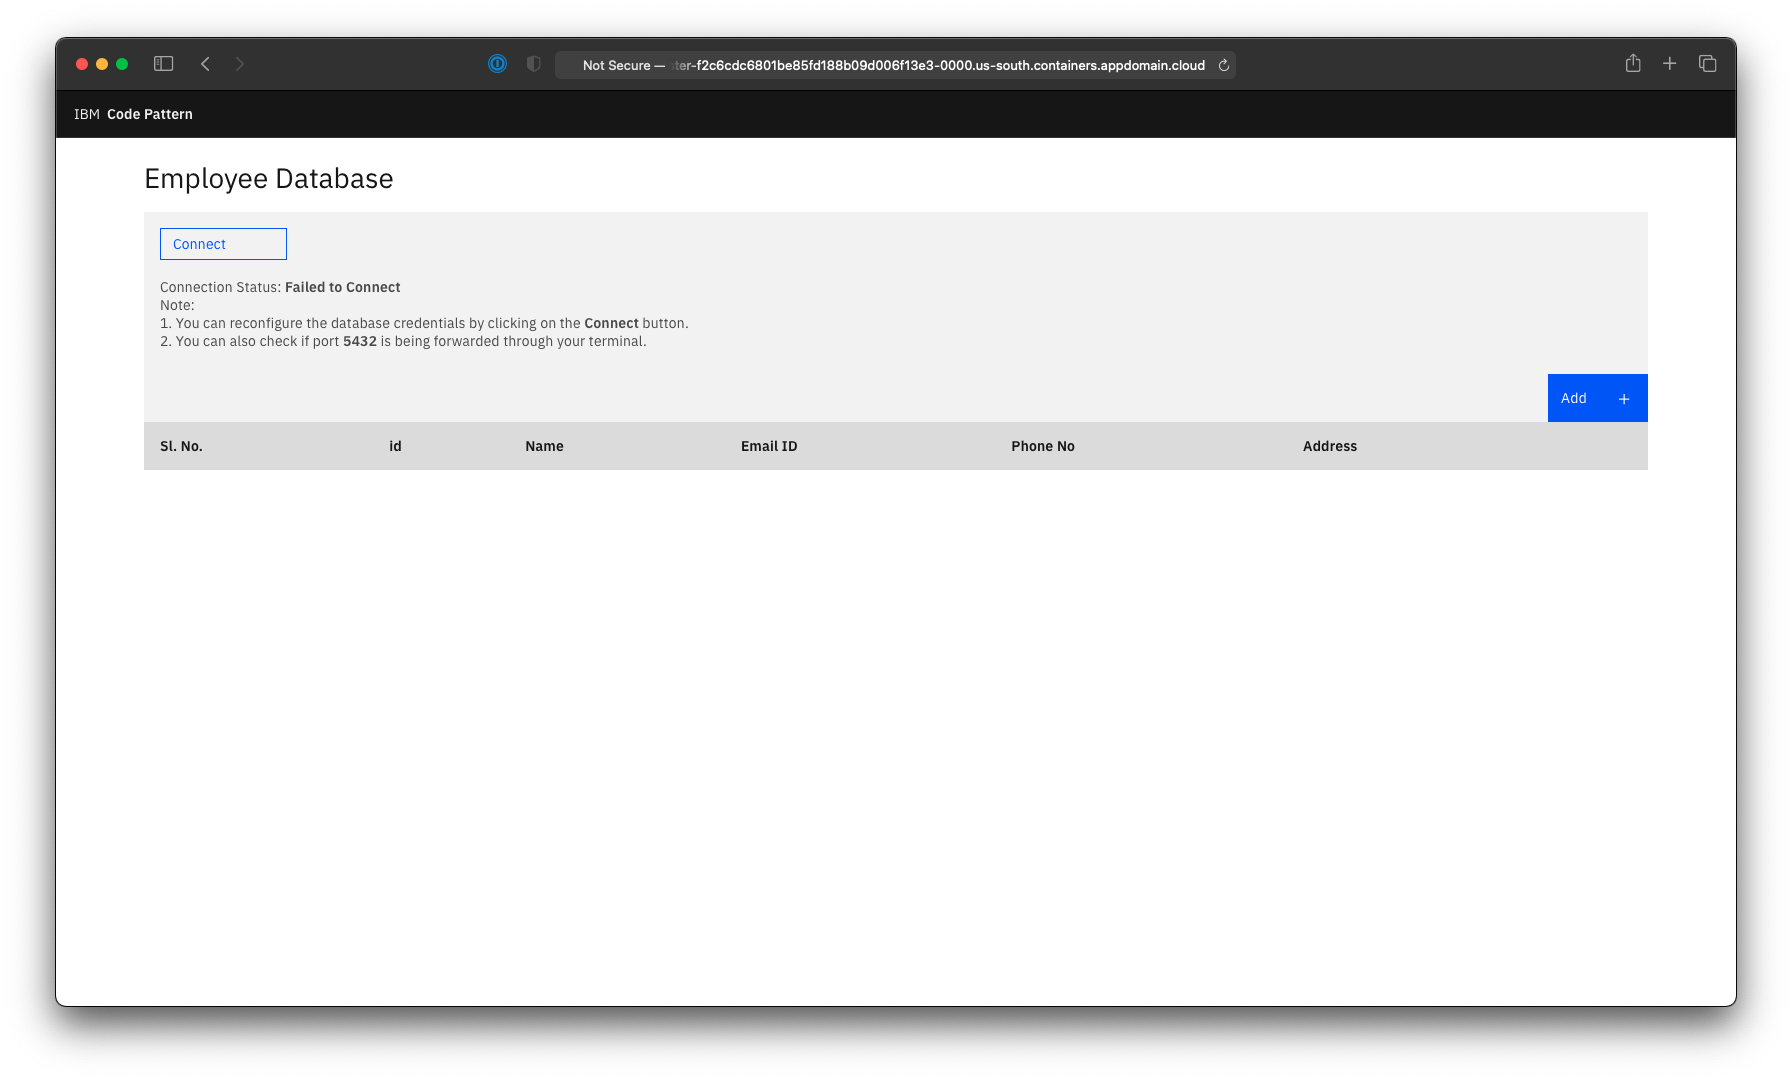 Not Secure — ter-f2c6cdc6801be85fd188b09d006f13e3-0000.us-south.containers.appdomain.cloud
IBM Code Pattern
Employee Database
Connect
Connection Status: Failed to Connect
Note:
1. You can reconfigure the database credentials by clicking on the Connect button.
2. You can also check if port 5432 is being forwarded through your terminal.
Add +
Sl. No. id Name Email ID Phone No Address